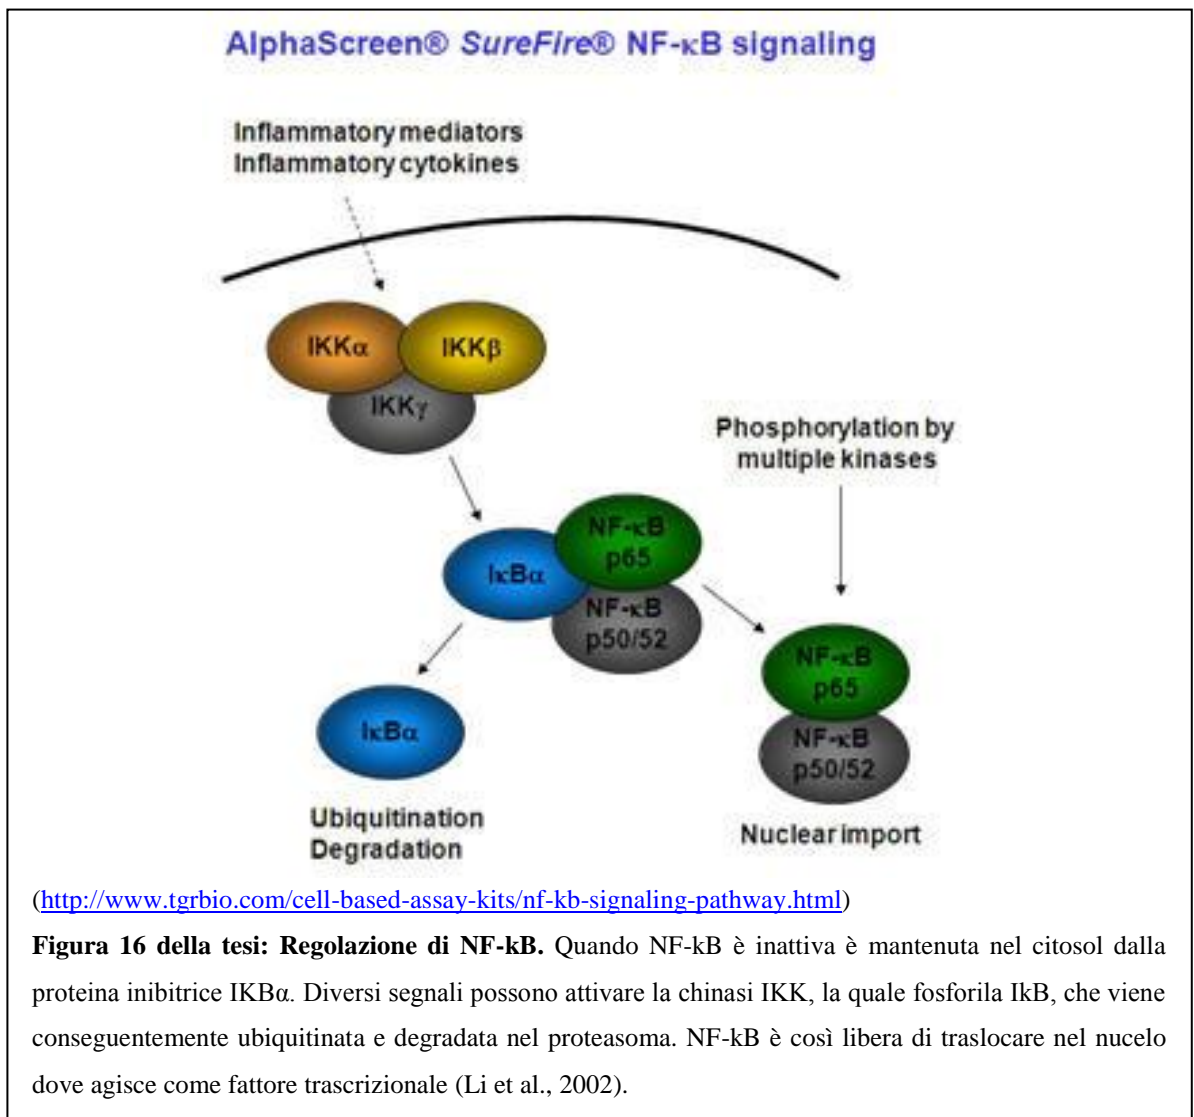 AlphaScreen® SureFire® NF-κB signaling
Inflammatory mediators
Inflammatory cytokines
IKKα
IKKβ
IKKγ
Phosphorylation by
multiple kinases
NF-κB
p65
IκBα
NF-κB
p50/52
NF-κB
p65
IκBα
NF-κB
p50/52
Ubiquitination
Degradation
Nuclear import
(http://www.tgrbio.com/cell-based-assay-kits/nf-kb-signaling-pathway.html)
Figura 16 della tesi: Regolazione di NF-kB. Quando NF-kB è inattiva è mantenuta nel citosol dalla
proteina inibitrice IKBα. Diversi segnali possono attivare la chinasi IKK, la quale fosforila IkB, che viene
conseguentemente ubiquitinata e degradata nel proteasoma. NF-kB è così libera di traslocare nel nucelo
dove agisce come fattore trascrizionale (Li et al., 2002).